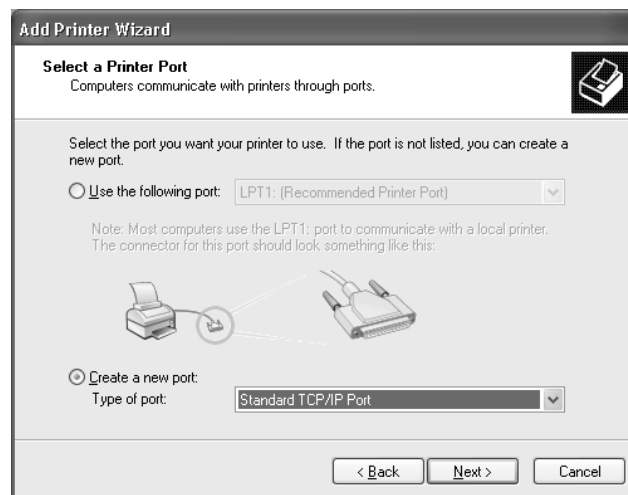 Add Printer Wizard
Select a Printer Port
Computers communicate with printers through ports.
Select the port you want your printer to use. If the port is not listed, you can create a
new port.
Use the following port: LPT1: (Recommended Printer Port)
Note: Most computers use the LPT1: port to communicate with a local printer.
The connector for this port should look something like this:
Create a new port:
Type of port: Standard TCP/IP Port
< Back Next > Cancel